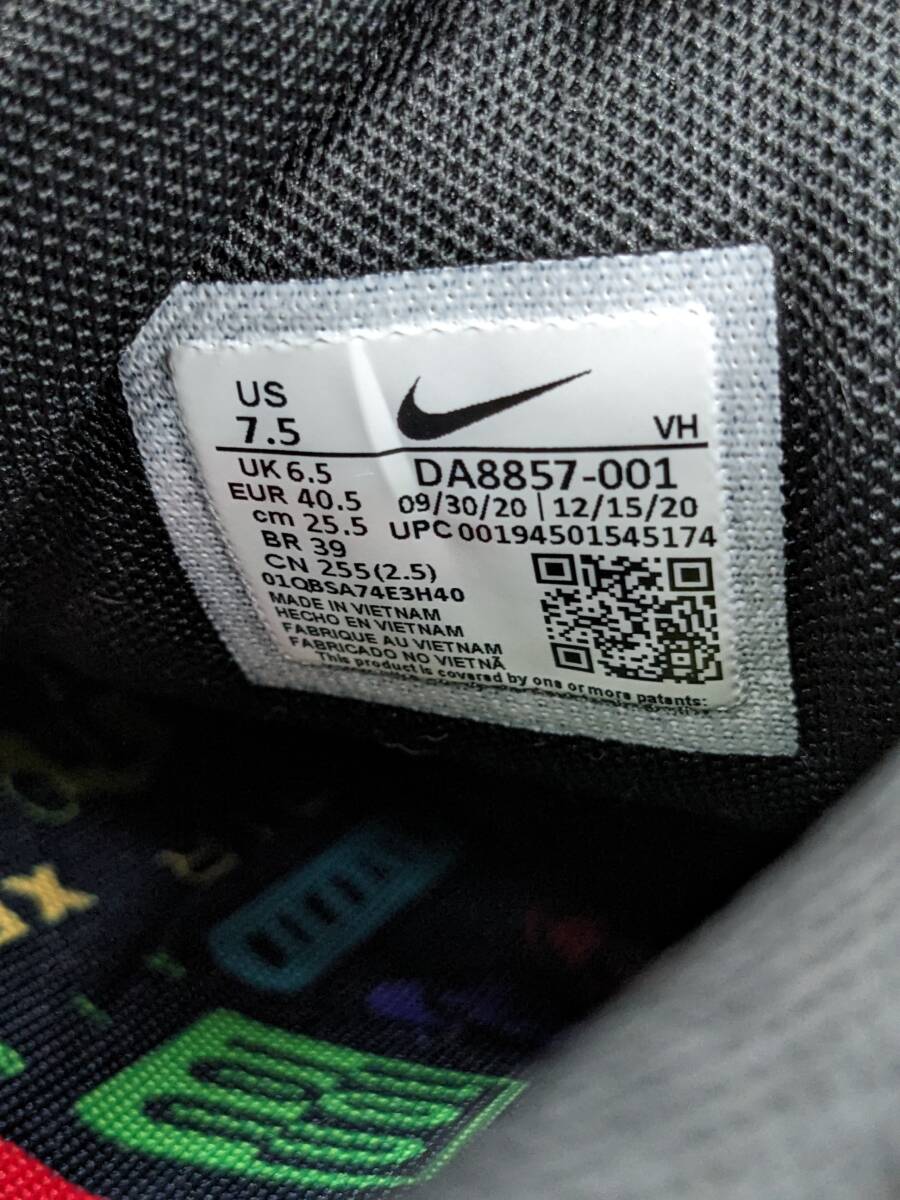 US
7.5
VH
UK 6.5
EUR 40.5
cm 25.5
BR 39
CN 255(2.5)
01QBSA74E3H40
DA8857-001
09/30/20 | 12/15/20
UPC 00194501545174
MADE IN VIETNAM
HECHO EN VIETNAM
FABRIQUE AU VIETNAM
FABRICADO NO VIETNÃ
This product is covered by one or more patents: